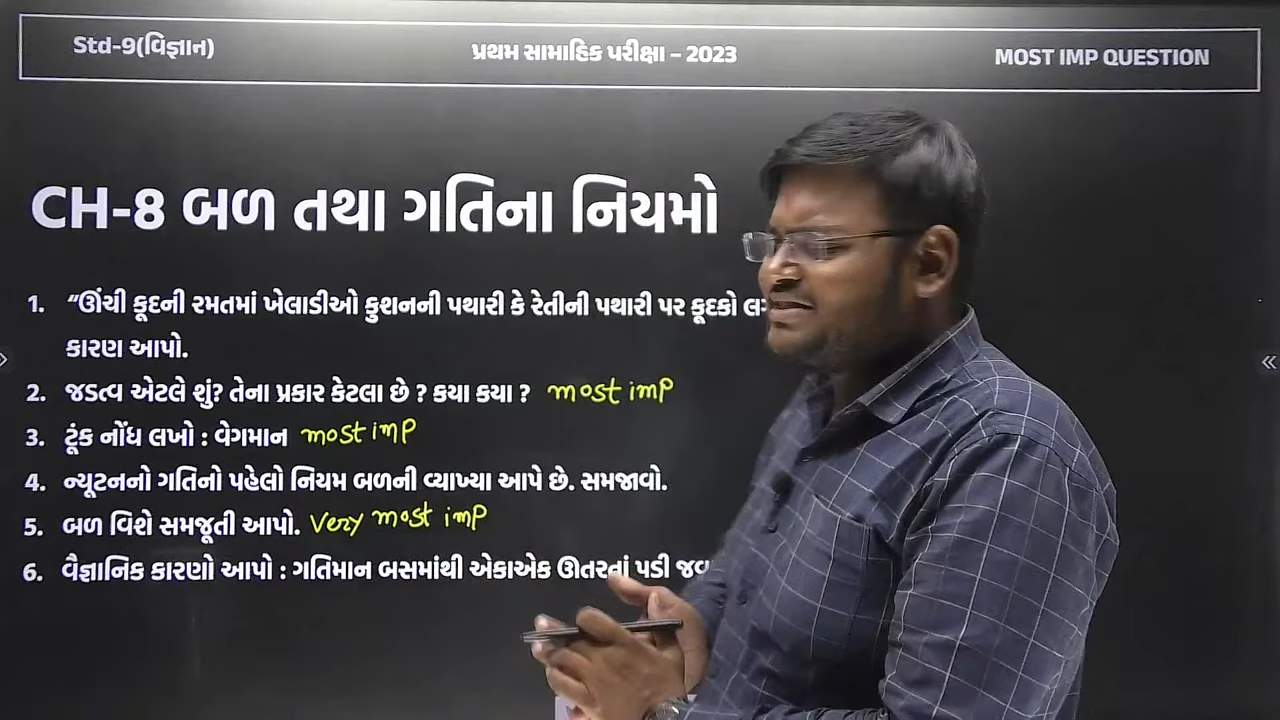 Std-9(વિજ્ઞાન)
પ્રથમ સામાહિક પરીક્ષા – 2023
MOST IMP QUESTION
CH-8 બળ તથા ગતિના નિયમો
1. “ઊંચી કૂદની રમતમાં ખેલાડીઓ કુશનની પથારી કે રેતીની પથારી પર કૂદકો
કારણ આપો.
2. જડત્વ એટલે શું? તેના પ્રકાર કેટલા છે ? કયા કયા ? most imp
3. ટૂંક નોંધ લખો : વેગમાન most imp
4. ન્યૂટનનો ગતિનો પહેલો નિયમ બળની વ્યાખ્યા આપે છે. સમજાવો.
5. બળ વિશે સમજૂતી આપો. Very most imp
6. વૈજ્ઞાનિક કારણો આપો : ગતિમાન બસમાંથી એકાએક ઊતરતાં પડી